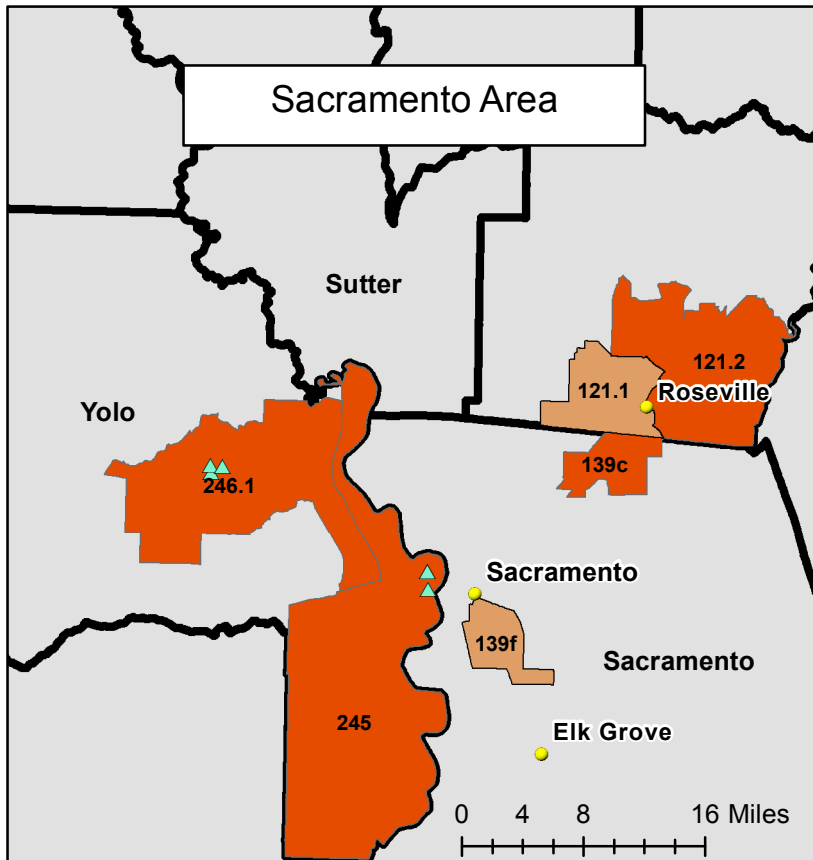 Sacramento Area
Sutter
121.2
121.1
Roseville
Yolo
139c
246.1
Sacramento
139f
Sacramento
245
Elk Grove
0 4 8 16 Miles